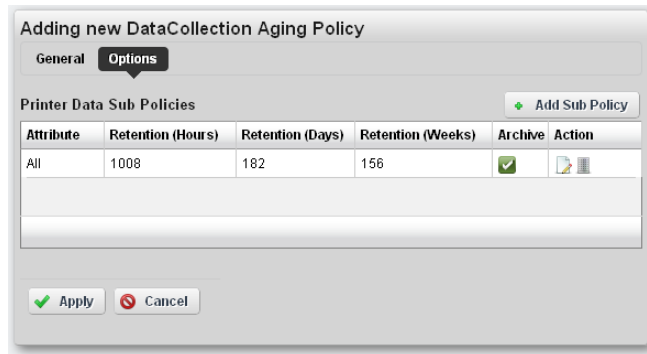 Adding new DataCollection Aging Policy
General Options
Printer Data Sub Policies Add Sub Policy
Attribute Retention (Hours) Retention (Days) Retention (Weeks) Archive Action
All 1008 182 156
Apply Cancel